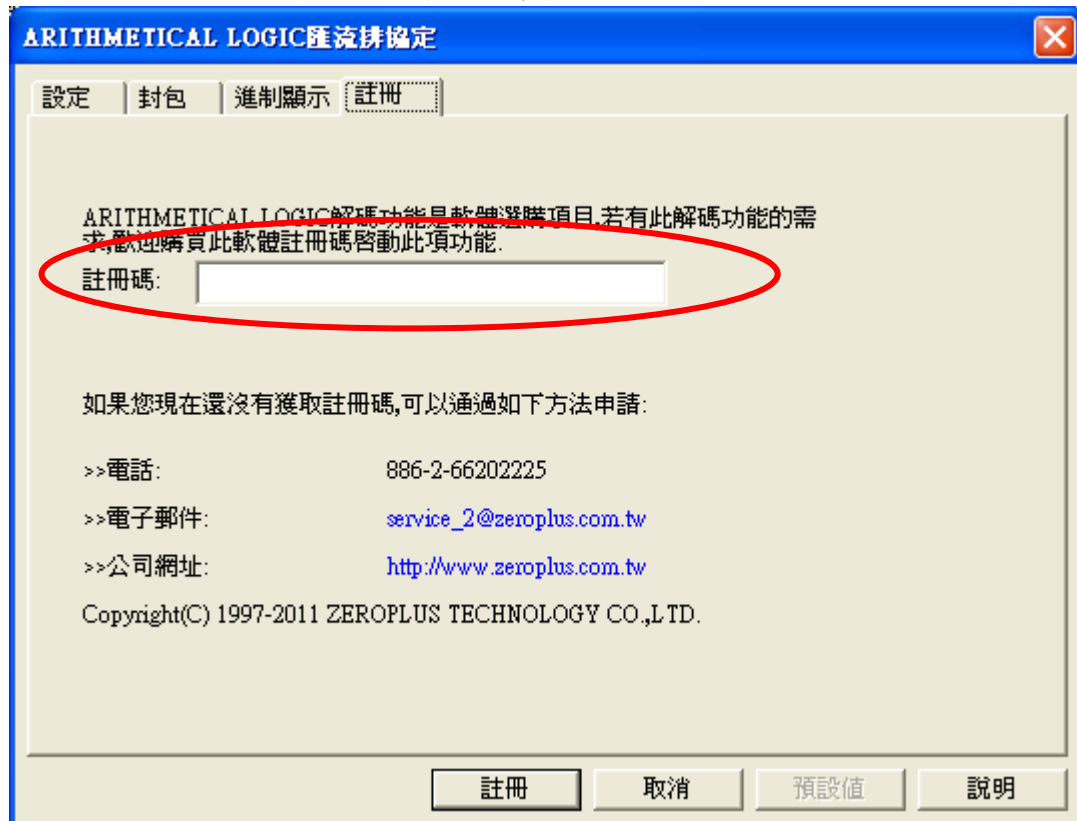 ARITHMETICAL LOGIC匯流排協定
設定 封包 進制顯示 註冊
ARITHMETICAL LOGIC解碼功能是軟體選購項目,若有此解碼功能的需
求,歡迎購買此軟體註冊碼啓動此項功能.
註冊碼:
如果您現在還沒有獲取註冊碼,可以通過如下方法申請:
>>電話: 886-2-66202225
>>電子郵件: service_2@zeroplus.com.tw
>>公司網址: http://www.zeroplus.com.tw
Copyright(C) 1997-2011 ZEROPLUS TECHNOLOGY CO.,LTD.
註冊 取消 預設值 說明